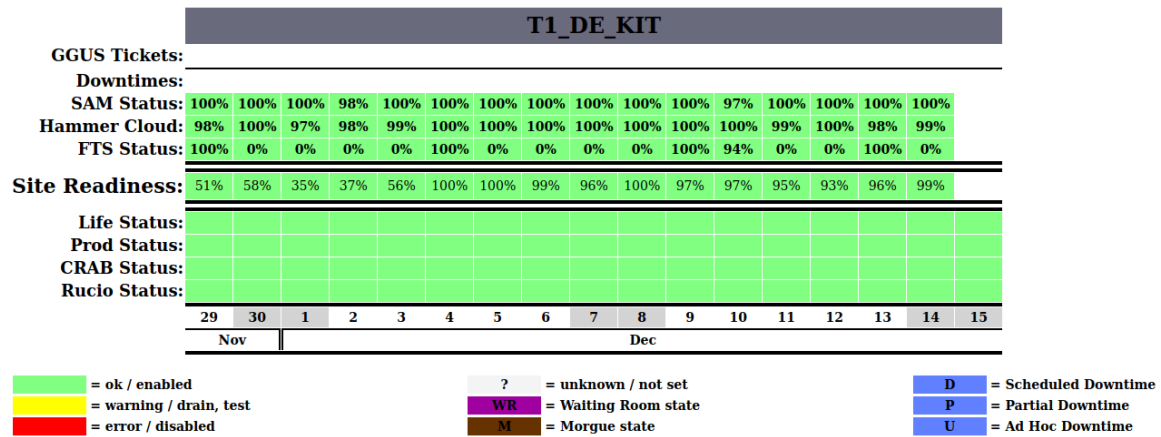 T1_DE_KIT
GGUS Tickets:
Downtimes:
SAM Status: 100% 100% 100% 98% 100% 100% 100% 100% 100% 100% 100% 97% 100% 100% 100% 100%
Hammer Cloud: 98% 100% 97% 98% 99% 100% 100% 100% 100% 100% 100% 100% 99% 100% 98% 99%
FTS Status: 100% 0% 0% 0% 0% 100% 0% 0% 0% 0% 100% 94% 0% 0% 100% 0%
Site Readiness: 51% 58% 35% 37% 56% 100% 100% 99% 96% 100% 97% 97% 95% 93% 96% 99%
Life Status:
Prod Status:
CRAB Status:
Rucio Status:
29 30 1 2 3 4 5 6 7 8 9 10 11 12 13 14 15
Nov Dec
= ok / enabled ? = unknown / not set D = Scheduled Downtime
= warning / drain, test WR = Waiting Room state P = Partial Downtime
= error / disabled M = Morgue state U = Ad Hoc Downtime